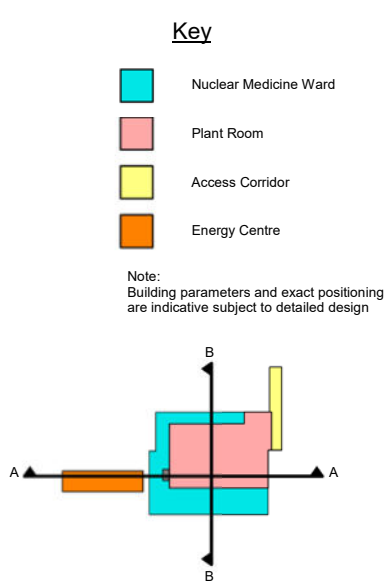 Key
Nuclear Medicine Ward
Plant Room
Access Corridor
Energy Centre
Note:
Building parameters and exact positioning
are indicative subject to detailed design
B
A
A
B